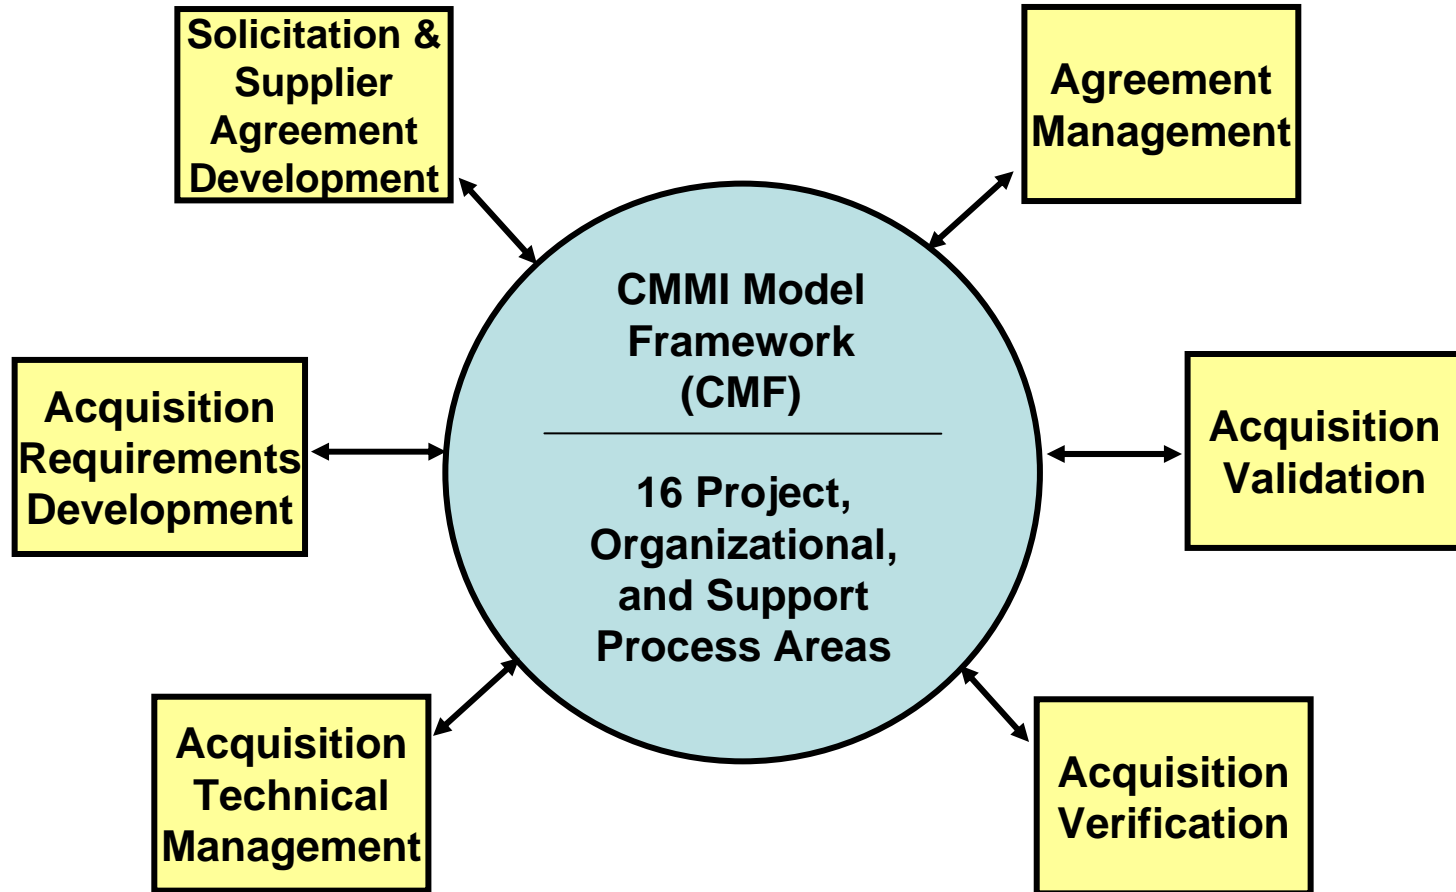 Solicitation &
Supplier
Agreement
Development
Agreement
Management
CMMI Model
Framework
(CMF)
16 Project,
Organizational,
and Support
Process Areas
Acquisition
Requirements
Development
Acquisition
Validation
Acquisition
Technical
Management
Acquisition
Verification